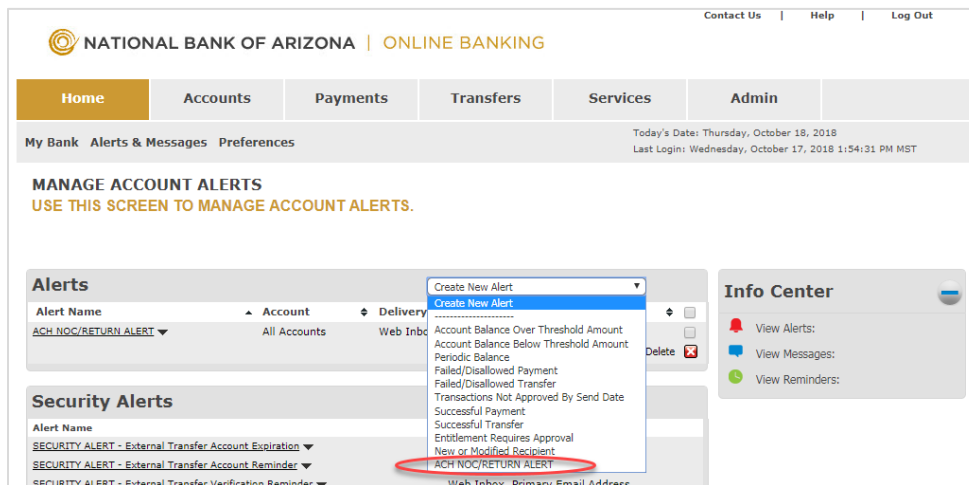 Contact Us | Help | Log Out
NATIONAL BANK OF ARIZONA | ONLINE BANKING
Home Accounts Payments Transfers Services Admin
My Bank Alerts & Messages Preferences
Today's Date: Thursday, October 18, 2018
Last Login: Wednesday, October 17, 2018 1:54:31 PM MST
MANAGE ACCOUNT ALERTS
USE THIS SCREEN TO MANAGE ACCOUNT ALERTS.
Alerts
Create New Alert
Alert Name Account Delivery
ACH NOC/RETURN ALERT All Accounts Web Inbo
Delete
Create New Alert
--------------------
Account Balance Over Threshold Amount
Account Balance Below Threshold Amount
Periodic Balance
Failed/Disallowed Payment
Failed/Disallowed Transfer
Transactions Not Approved By Send Date
Successful Payment
Successful Transfer
Entitlement Requires Approval
New or Modified Recipient
ACH NOC/RETURN ALERT
Security Alerts
Alert Name
SECURITY ALERT - External Transfer Account Expiration
SECURITY ALERT - External Transfer Account Reminder
SECURITY ALERT - External Transfer Verification Reminder Web Inbox, Primary Email Address
Info Center
View Alerts:
View Messages:
View Reminders: